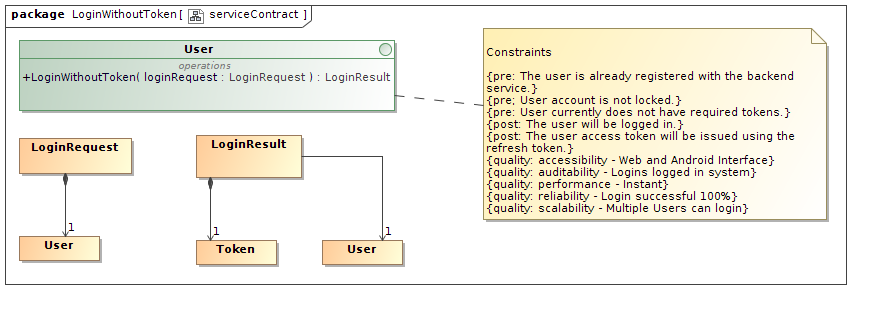 package LoginWithoutToken [ serviceContract ]
User
operations
+LoginWithoutToken( loginRequest : LoginRequest ) : LoginResult
Constraints
{pre: The user is already registered with the backend
service.}
{pre; User account is not locked.}
{pre: User currently does not have required tokens.}
{post: The user will be logged in.}
{post: The user access token will be issued using the
refresh token.}
{quality: accessibility - Web and Android Interface}
{quality: auditability - Logins logged in system}
{quality: performance - Instant}
{quality: reliability - Login successful 100%}
{quality: scalability - Multiple Users can login}
LoginRequest
LoginResult
1
1
1
User
Token
User